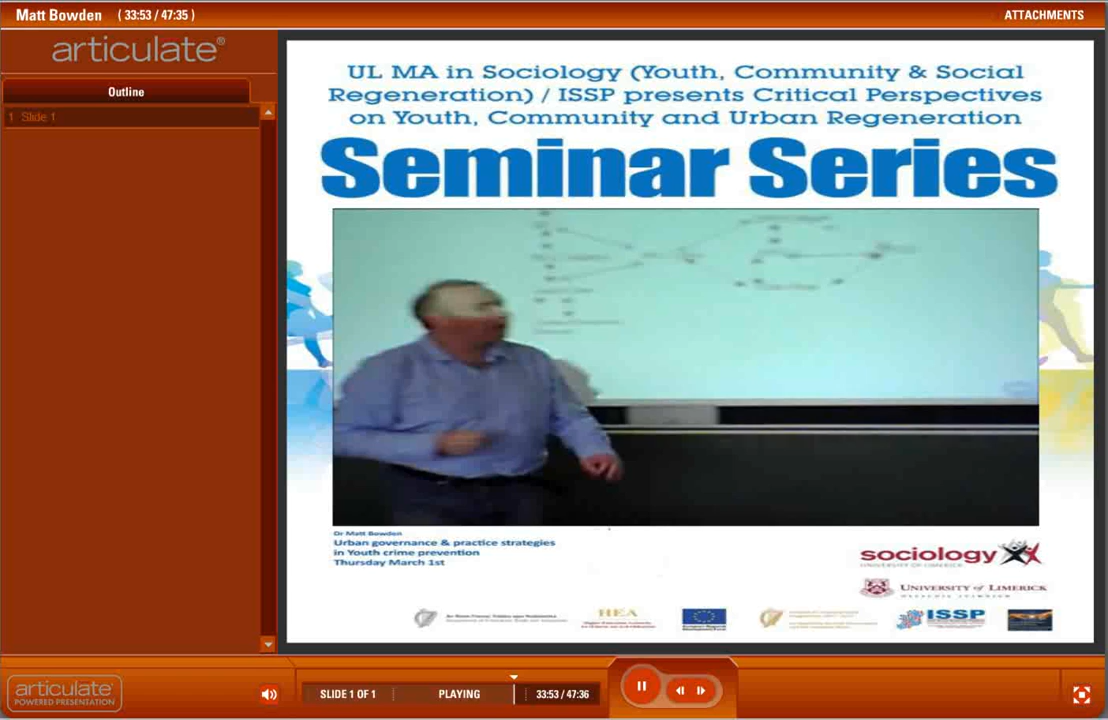 Matt Bowden ( 33:53 / 47:35 )
ATTACHMENTS
articulate®
Outline
1 Slide 1
UL MA in Sociology (Youth, Community & Social
Regeneration) / ISSP presents Critical Perspectives
on Youth, Community and Urban Regeneration
Seminar Series
Dr Matt Bowden
Urban governance & practice strategies
in Youth crime prevention
Thursday March 1st
sociology
UNIVERSITY OF LIMERICK
UNIVERSITY of LIMERICK
HEA
ISSP
articulate®
POWERED PRESENTATION
SLIDE 1 OF 1
PLAYING
33:53 / 47:36